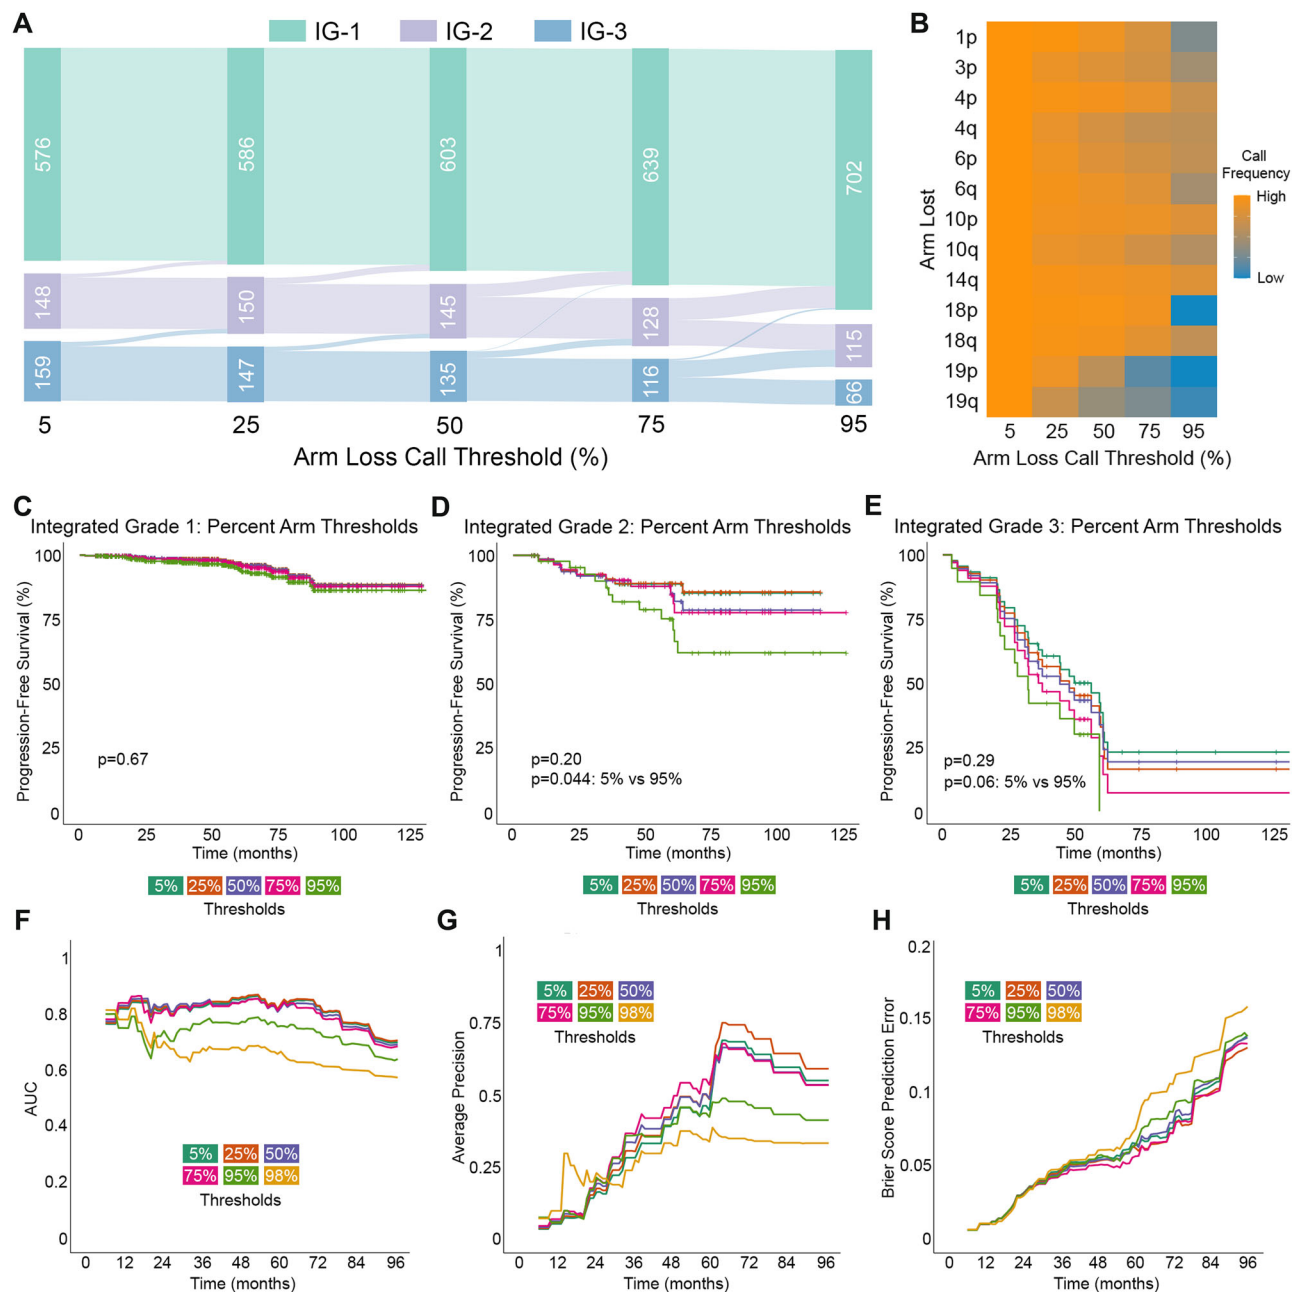 A
IG-1 IG-2 IG-3
576 586 603 639 702
148 150 145 128 115
159 147 135 116 66
5 25 50 75 95
Arm Loss Call Threshold (%)
B
Arm Lost
1p
3p
4p
4q
6p
6q
10p
10q
14q
18p
18q
19p
19q
5 25 50 75 95
Arm Loss Call Threshold (%)
Call
Frequency
High
Low
C
Integrated Grade 1: Percent Arm Thresholds
Progression-Free Survival (%)
100
75
50
25
0
p=0.67
0 25 50 75 100 125
Time (months)
5% 25% 50% 75% 95%
Thresholds
D
Integrated Grade 2: Percent Arm Thresholds
Progression-Free Survival (%)
100
75
50
25
0
p=0.20
p=0.044: 5% vs 95%
0 25 50 75 100 125
Time (months)
5% 25% 50% 75% 95%
Thresholds
E
Integrated Grade 3: Percent Arm Thresholds
Progression-Free Survival (%)
100
75
50
25
0
p=0.29
p=0.06: 5% vs 95%
0 25 50 75 100 125
Time (months)
5% 25% 50% 75% 95%
Thresholds
F
AUC
1
0.8
0.6
0.4
0.2
0
5% 25% 50%
75% 95% 98%
Thresholds
0 12 24 36 48 60 72 84 96
Time (months)
G
Average Precision
1
0.75
0.5
0.25
0
5% 25% 50%
75% 95% 98%
Thresholds
0 12 24 36 48 60 72 84 96
Time (months)
H
Brier Score Prediction Error
0.2
0.15
0.1
0.05
0
5% 25% 50%
75% 95% 98%
Thresholds
0 12 24 36 48 60 72 84 96
Time (months)